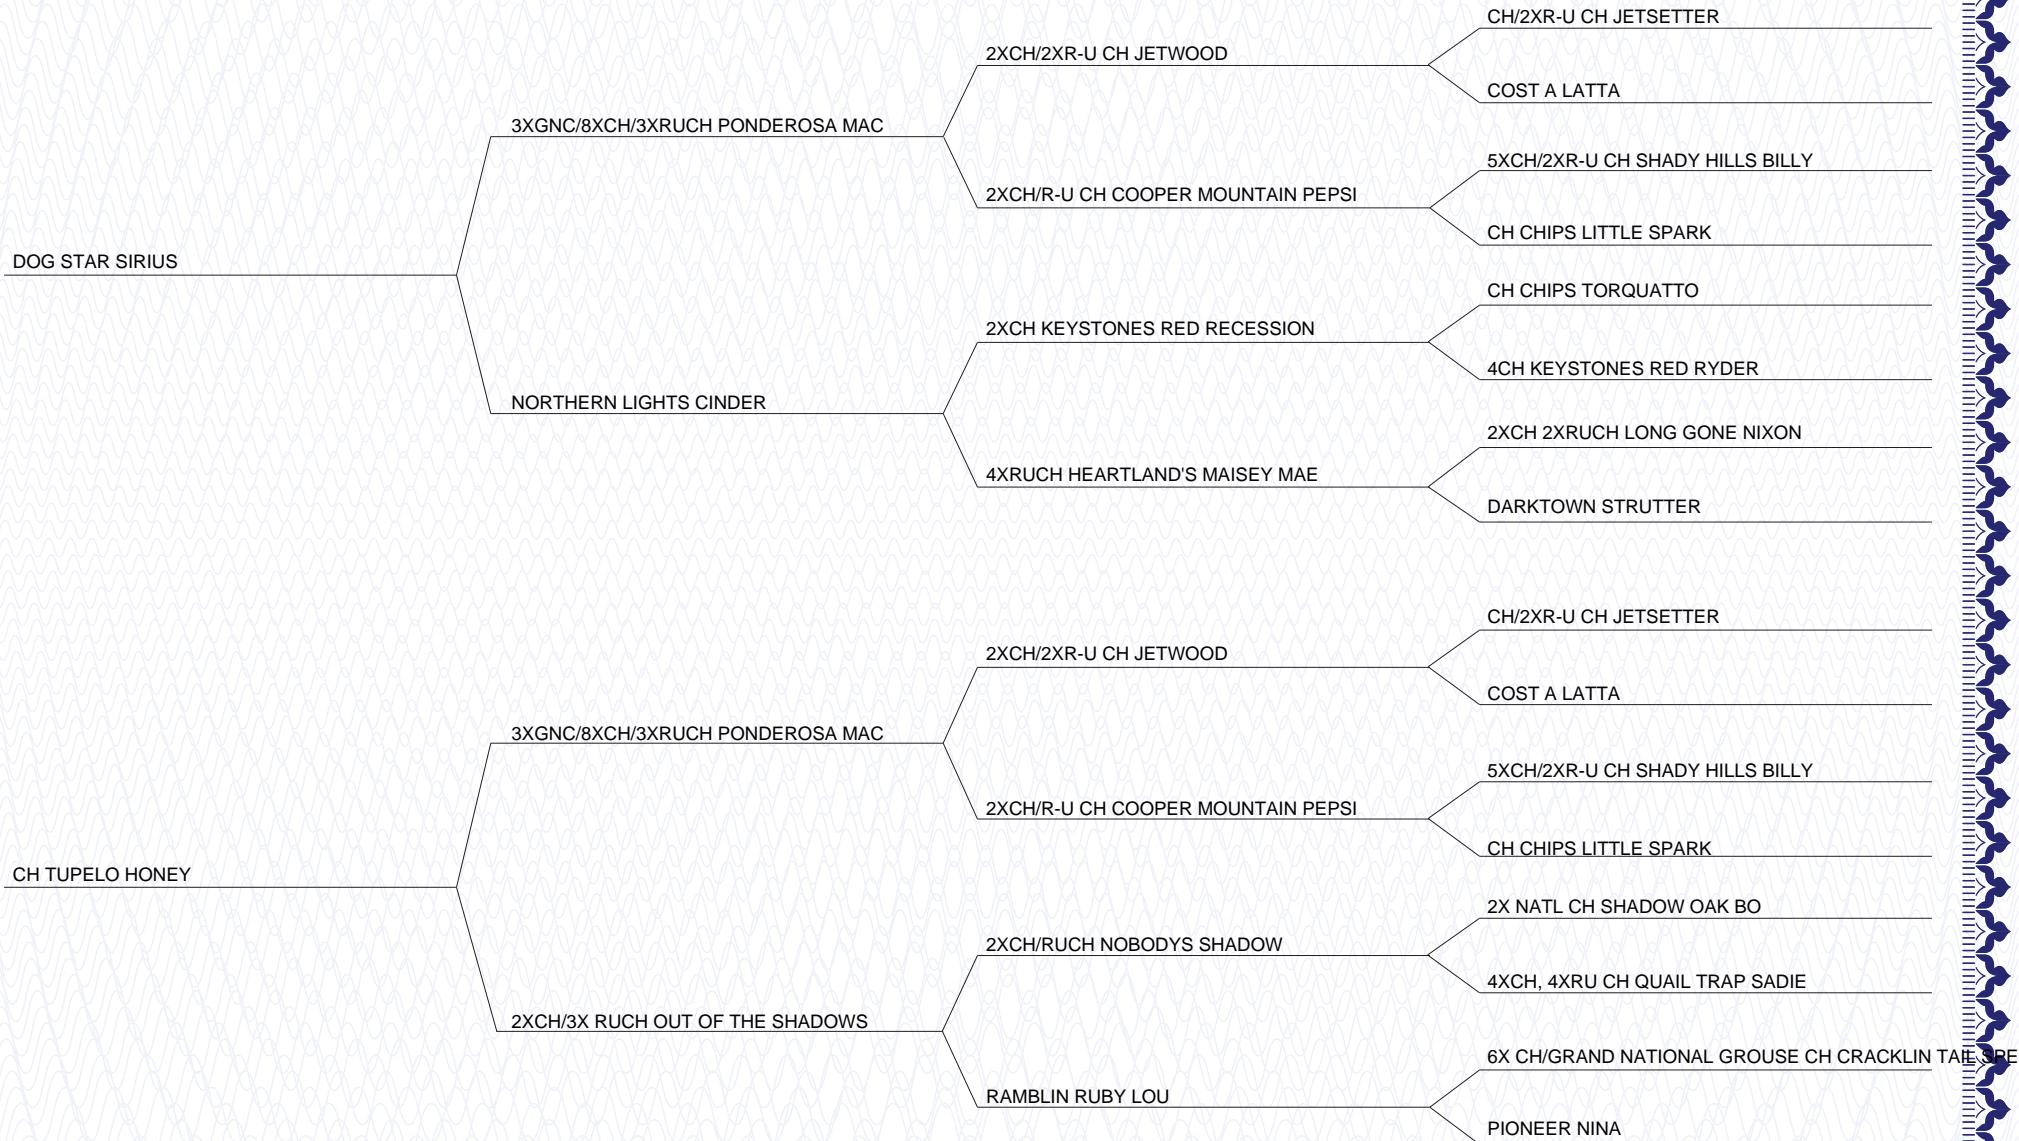 CH/2XR-U CH JETSETTER
2XCH/2XR-U CH JETWOOD
COST A LATTA
3XGNC/8XCH/3XRUCH PONDEROSA MAC
5XCH/2XR-U CH SHADY HILLS BILLY
2XCH/R-U CH COOPER MOUNTAIN PEPSI
CH CHIPS LITTLE SPARK
DOG STAR SIRIUS
CH CHIPS TORQUATTO
2XCH KEYSTONES RED RECESSION
4CH KEYSTONES RED RYDER
NORTHERN LIGHTS CINDER
2XCH 2XRUCH LONG GONE NIXON
4XRUCH HEARTLAND'S MAISEY MAE
DARKTOWN STRUTTER
CH/2XR-U CH JETSETTER
2XCH/2XR-U CH JETWOOD
COST A LATTA
3XGNC/8XCH/3XRUCH PONDEROSA MAC
5XCH/2XR-U CH SHADY HILLS BILLY
2XCH/R-U CH COOPER MOUNTAIN PEPSI
CH CHIPS LITTLE SPARK
CH TUPELO HONEY
2X NATL CH SHADOW OAK BO
2XCH/RUCH NOBODYS SHADOW
4XCH, 4XRU CH QUAIL TRAP SADIE
2XCH/3X RUCH OUT OF THE SHADOWS
6X CH/GRAND NATIONAL GROUSE CH CRACKLIN TAIL SPE
RAMBLIN RUBY LOU
PIONEER NINA